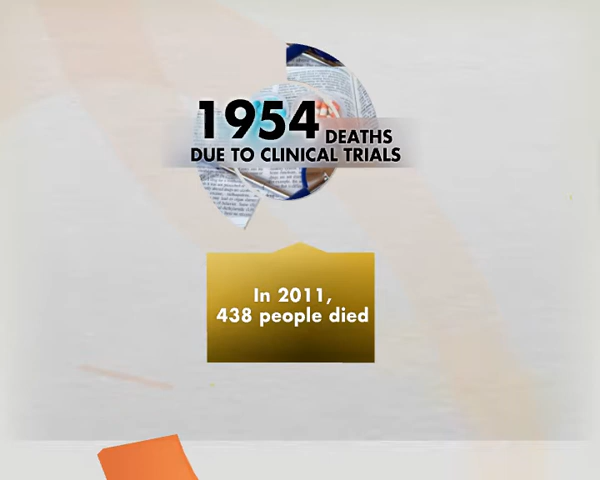 1954 DEATHS
DUE TO CLINICAL TRIALS
In 2011,
438 people died